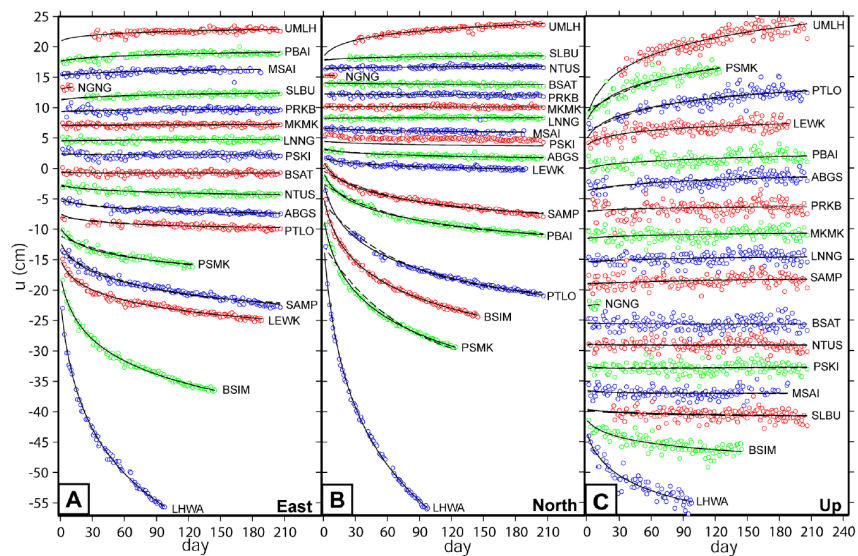 25
20
15
10
5
0
-5
-10
-15
-20
-25
-30
-35
-40
-45
-50
-55
u (cm)
UMLH
PBAI
MSAI
NGNG
SLBU
PRKB
MKMK
LNNG
PSKI
BSAT
NTUS
ABGS
PTLO
PSMK
SAMP
LEWK
BSIM
LHWA
A
East
0 30 60 90 120 150 180 210
day
UMLH
SLBU
NTUS
NGNG
BSAT
PRKB
MKMK
LNNG
MSAI
PSKI
ABGS
LEWK
SAMP
PBAI
PTLO
BSIM
PSMK
LHWA
B
North
0 30 60 90 120 150 180 210
day
UMLH
PSMK
PTLO
LEWK
PBAI
ABGS
PRKB
MKMK
LNNG
SAMP
NGNG
BSAT
NTUS
PSKI
MSAI
SLBU
BSIM
LHWA
C
Up
0 30 60 90 120 150 180 210 240
day